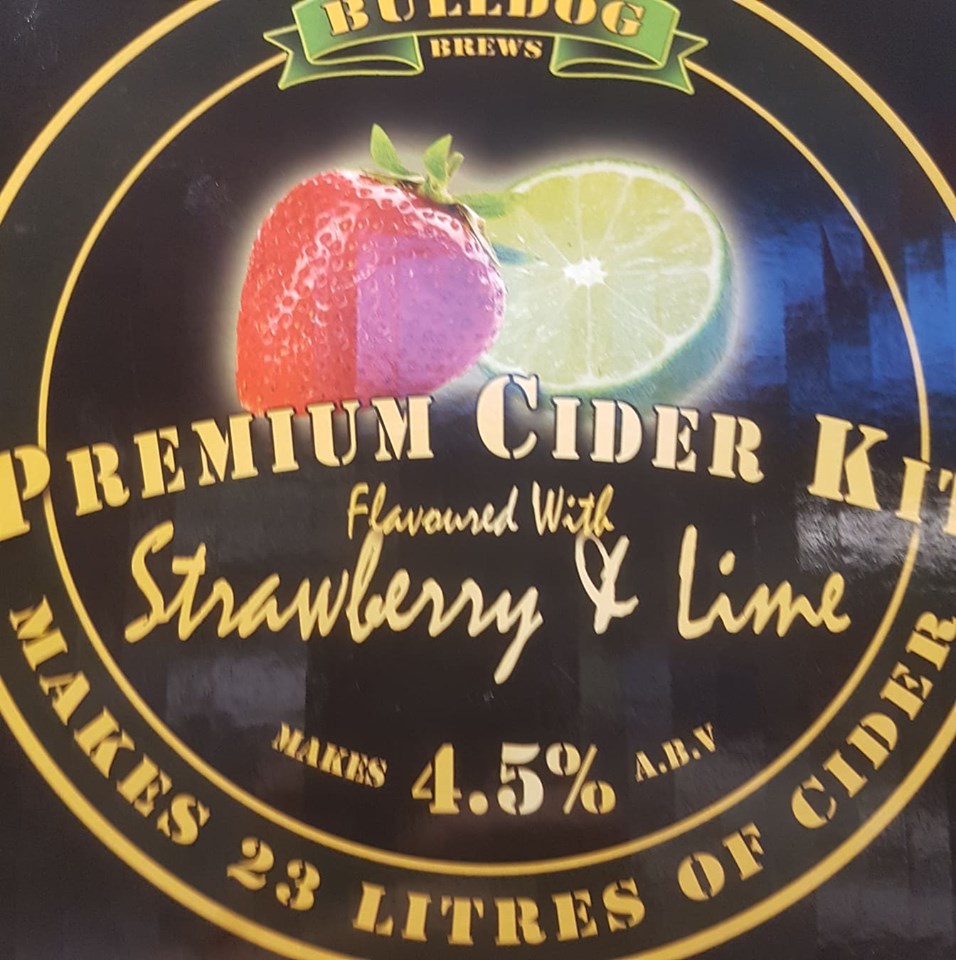 BULLDOG
BREWS
PREMIUM CIDER KIT
Flavoured With
Strawberry & Lime
MAKES 4.5% A.B.V
MAKES 23 LITRES OF CIDER